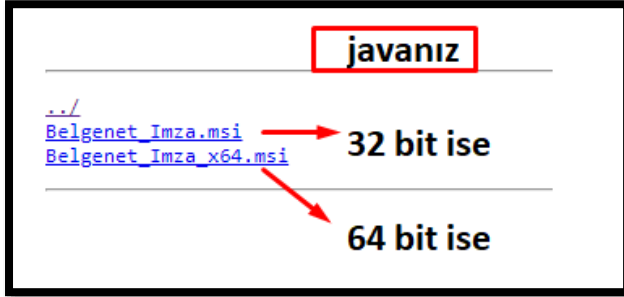 javanız
../
Belgenet_Imza.msi
32 bit ise
Belgenet_Imza_x64.msi
64 bit ise